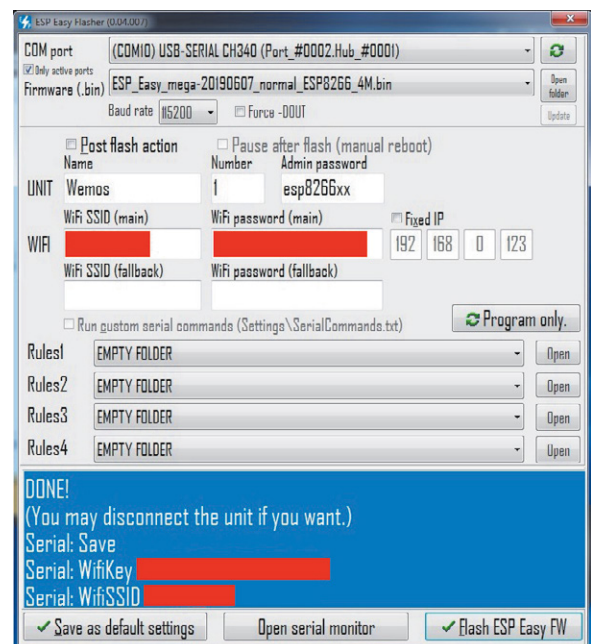 ESP Easy Flasher (0.04.007)
COM port (COM10) USB-SERIAL CH340 (Port_#0002.Hub_#0001)
Only active ports
Firmware (.bin) ESP_Easy_mega-20190607_normal_ESP8266_4M.bin Open folder
Baud rate 115200 Force -DOUT Update
Post flash action Pause after flash (manual reboot)
Name Number Admin password
UNIT Wemos 1 esp8266xx
WiFi SSID (main) WiFi password (main) Fixed IP
WIFI 192 168 0 123
WiFi SSID (fallback) WiFi password (fallback)
Run custom serial commands (Settings\SerialCommands.txt) Program only.
Rules1 EMPTY FOLDER Open
Rules2 EMPTY FOLDER Open
Rules3 EMPTY FOLDER Open
Rules4 EMPTY FOLDER Open
DONE!
(You may disconnect the unit if you want.)
Serial: Save
Serial: WifiKey
Serial: WifiSSID
Save as default settings Open serial monitor Flash ESP Easy FW